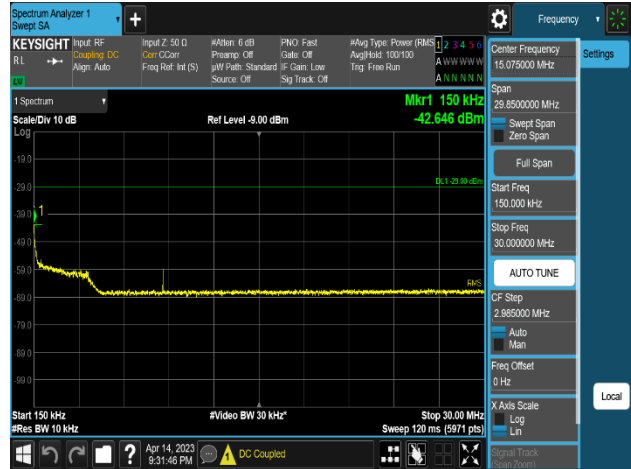 Spectrum Analyzer 1
Swept SA
Frequency
KEYSIGHT
RL
LW
Input: RF
Coupling: DC
Align: Auto
Input Z: 50 Ω
Corr CCorr
Freq Ref: Int (S)
#Atten: 6 dB
Preamp: Off
µW Path: Standard
Source: Off
PNO: Fast
Gate: Off
IF Gain: Low
Sig Track: Off
#Avg Type: Power (RMS)
Avg|Hold: 100/100
Trig: Free Run
1 2 3 4 5 6
A W W W W W
A N N N N N
Center Frequency
15.075000 MHz
Settings
1 Spectrum
Scale/Div 10 dB
Ref Level -9.00 dBm
Mkr1 150 kHz
-42.646 dBm
Log
-19.0
-29.0
-39.0
-49.0
-59.0
-69.0
-79.0
-89.0
-99.0
DL1 -29.00 dBm
1
RMS
Span
29.8500000 MHz
Swept Span
Zero Span
Full Span
Start Freq
150.000 kHz
Stop Freq
30.000000 MHz
AUTO TUNE
CF Step
2.985000 MHz
Auto
Man
Freq Offset
0 Hz
X Axis Scale
Log
Lin
Signal Track
(Span Zoom)
Local
Start 150 kHz
#Video BW 30 kHz*
Stop 30.00 MHz
#Res BW 10 kHz
Sweep 120 ms (5971 pts)
?
Apr 14, 2023
9:31:46 PM
1
DC Coupled